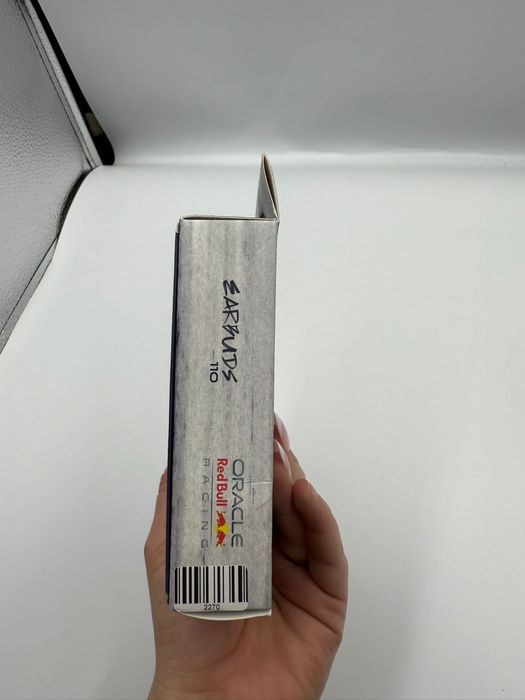 EARBUDS
-110
ORACLE
Red Bull
RACING
2270